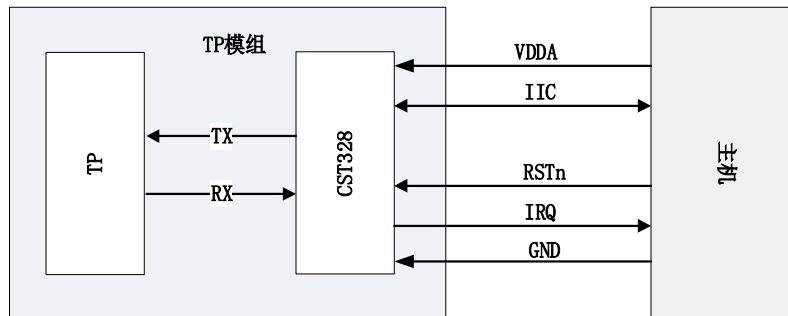 TP模组
VDDA
IIC
TX
RX
TP
CST328
RSTn
IRQ
GND
主机